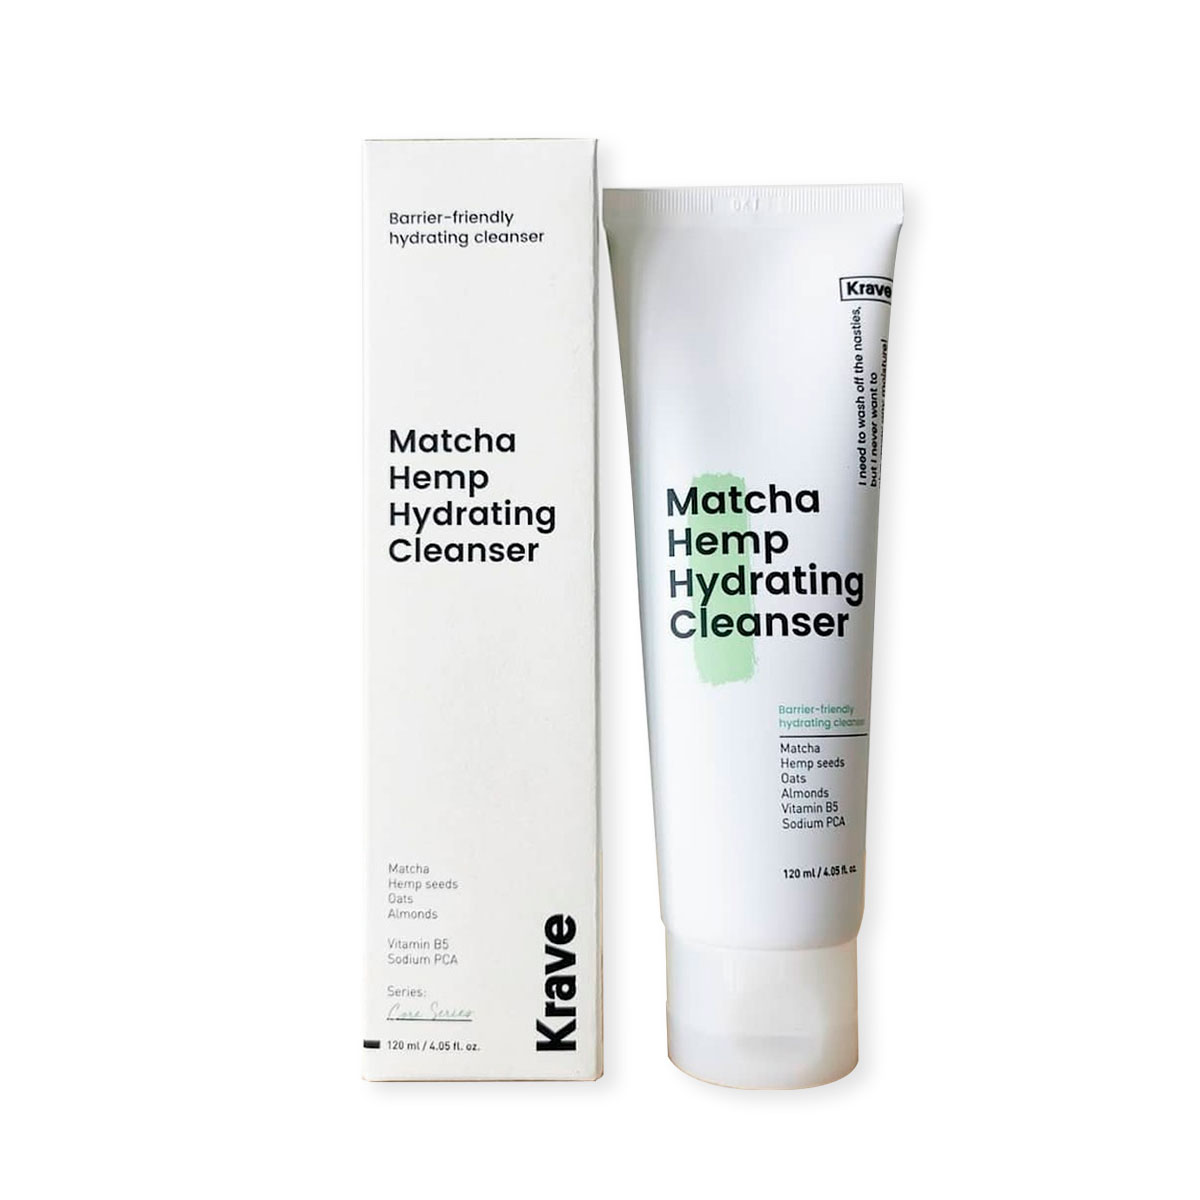 Barrier-friendly
hydrating cleanser
Matcha
Hemp
Hydrating
Cleanser
Matcha
Hemp seeds
Oats
Almonds
Vitamin B5
Sodium PCA
Series:
Core Series
120 ml / 4.05 fl. oz.
Krave
Krave
I need to wash off the nasties,
but I never want to
moisture!
Matcha
Hemp
Hydrating
Cleanser
Barrier-friendly
hydrating cleanser
Matcha
Hemp seeds
Oats
Almonds
Vitamin B5
Sodium PCA
120 ml / 4.05 fl. oz.